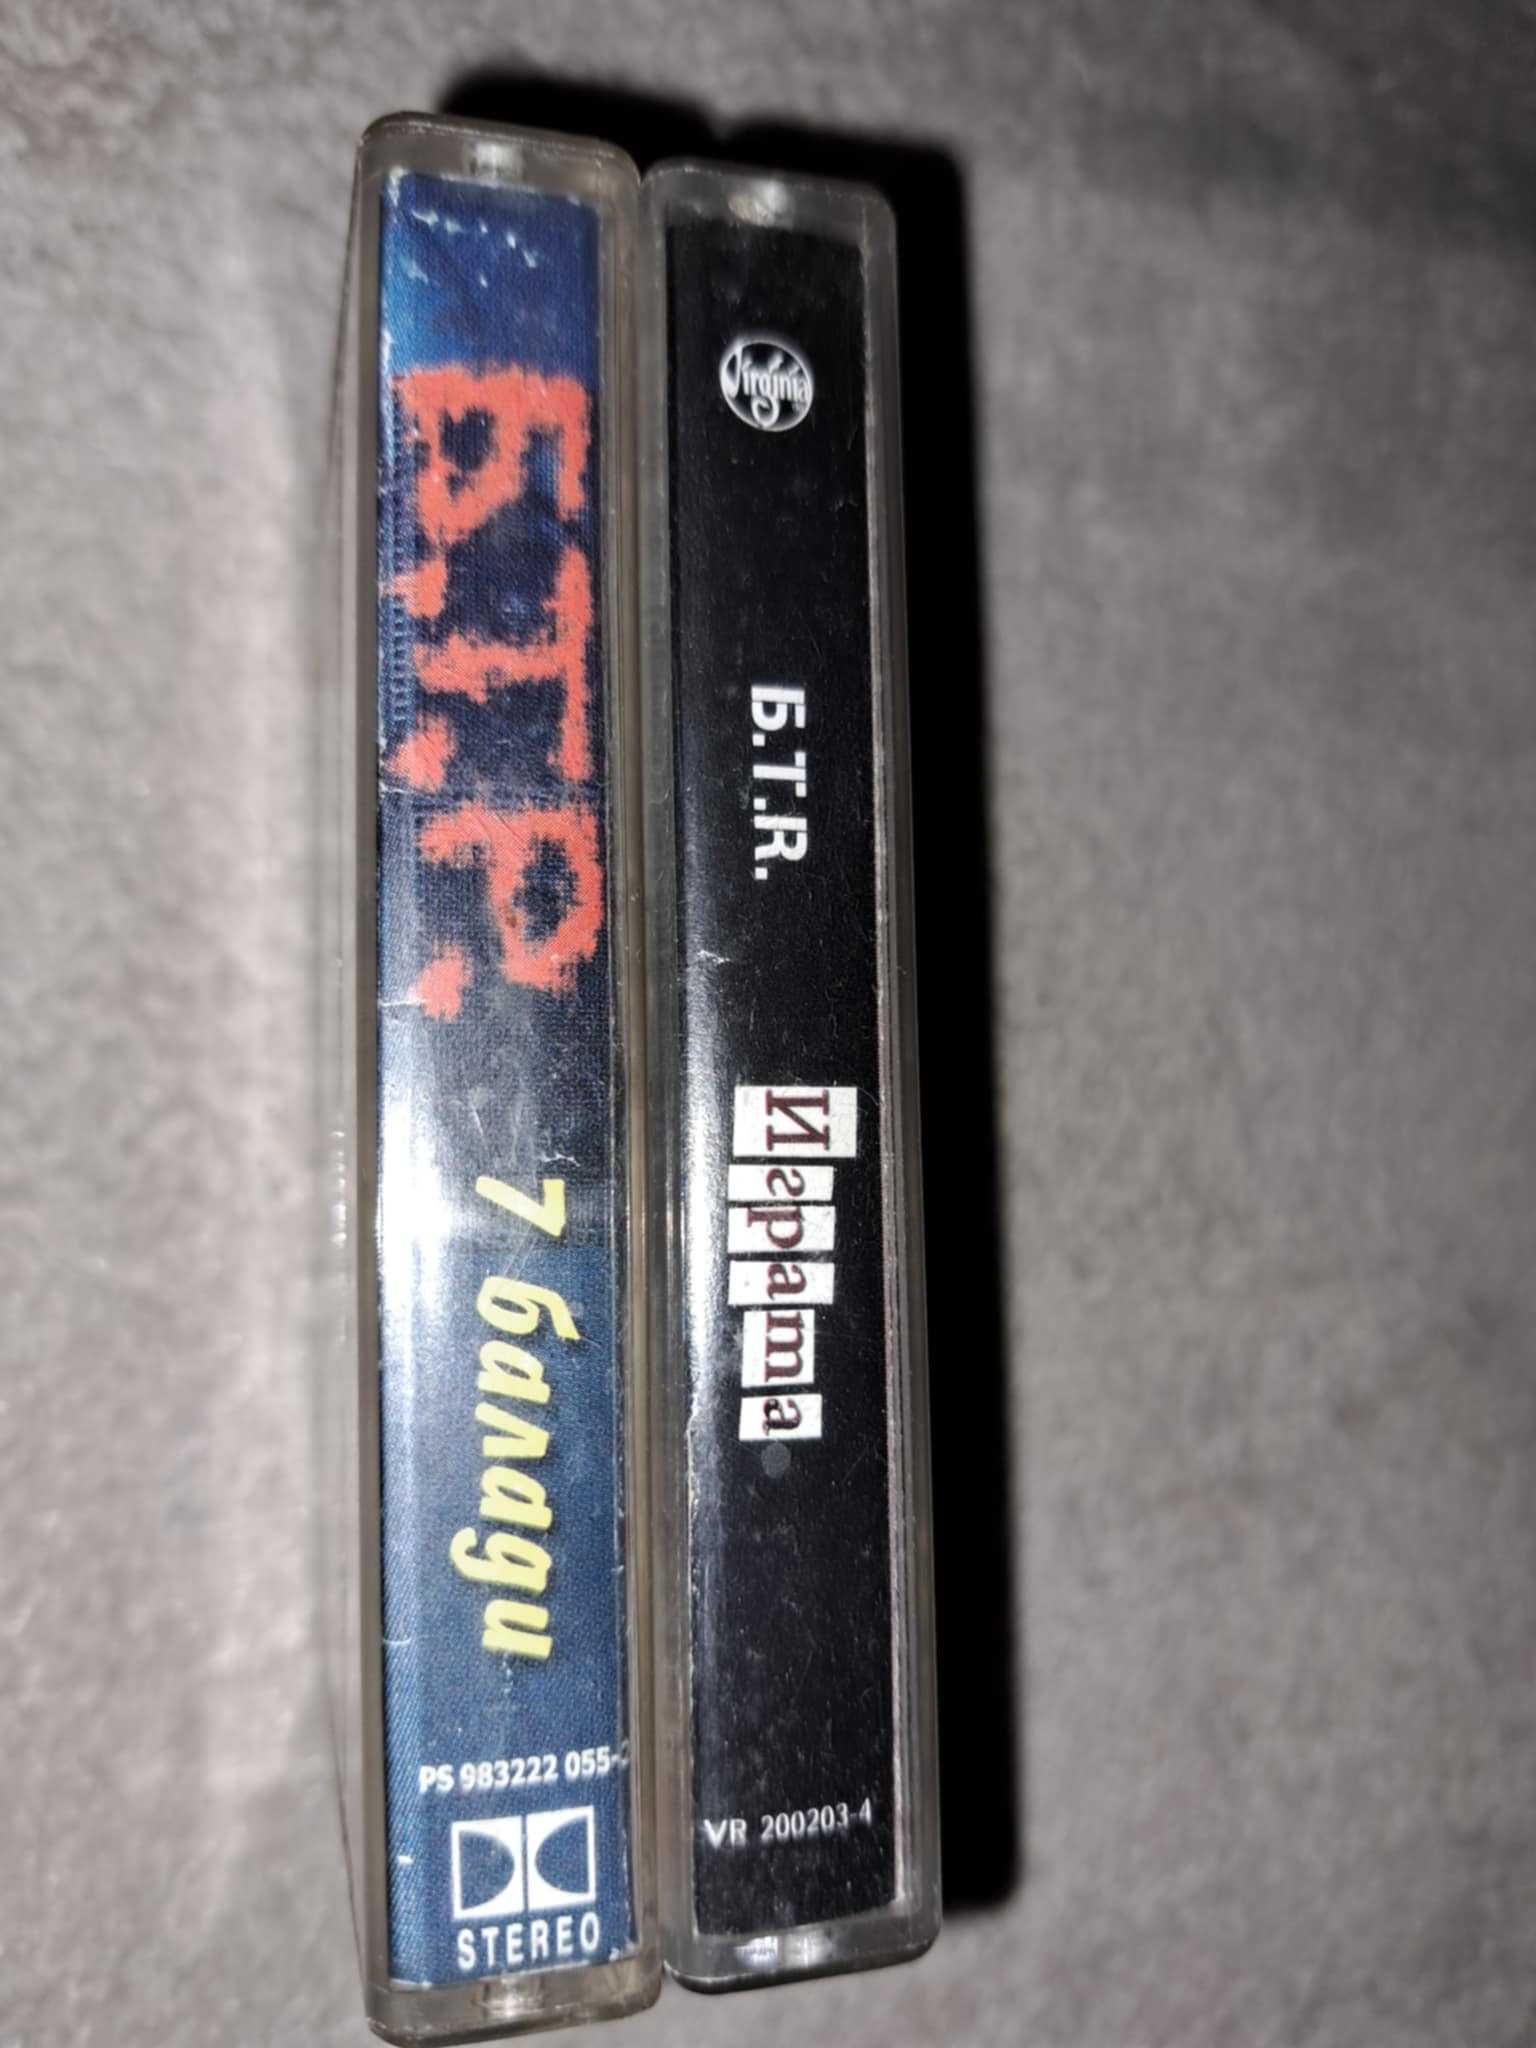 Б.Т.Р.
7 балади
PS 983222 055-
STEREO
Virginia
Б.T.R.
Играта
VR 200203-4